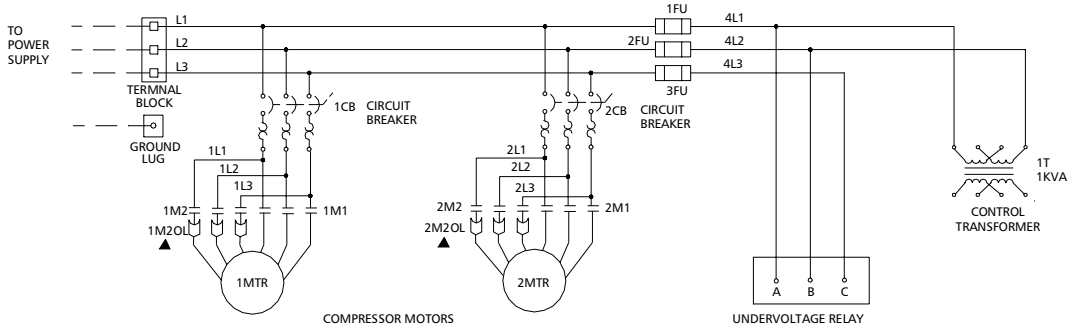 TO
POWER
SUPPLY
L1
L2
L3
TERMNAL
BLOCK
GROUND
LUG
1FU
2FU
3FU
4L1
4L2
4L3
1CB
CIRCUIT
BREAKER
2CB
CIRCUIT
BREAKER
1L1
1L2
1L3
1M2
1M1
1M2OL
1MTR
2L1
2L2
2L3
2M2
2M1
2M2OL
2MTR
COMPRESSOR MOTORS
1T
1KVA
CONTROL
TRANSFORMER
A B C
UNDERVOLTAGE RELAY